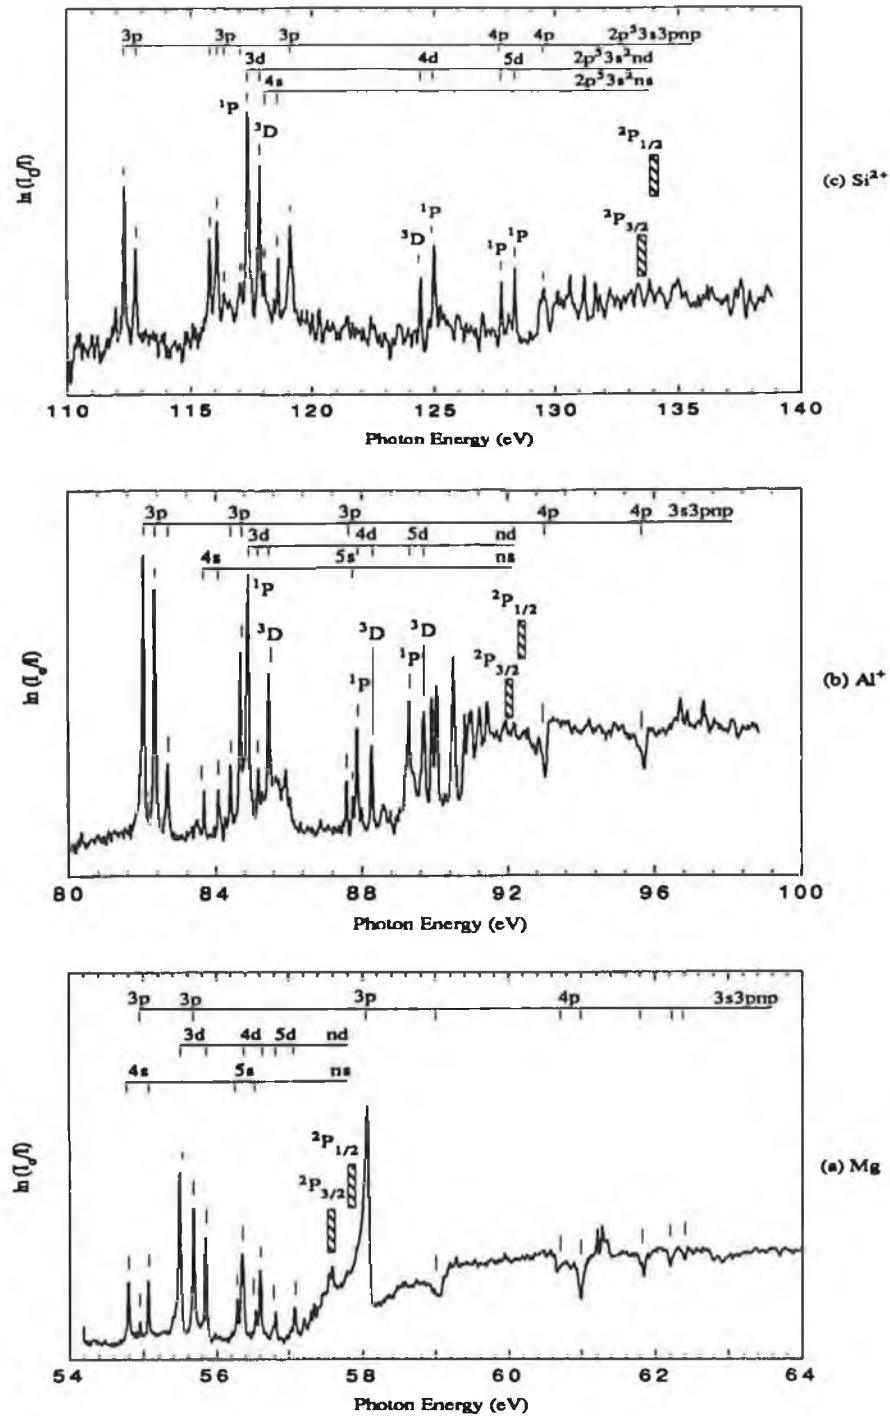 3p 3p 3p 4p 4p 2p⁵3s3pnp
3d 4d 5d 2p⁵3s²nd
4s 2p⁵3s²ns
¹P
³D
²P₁/₂
²P₃/₂
¹P
³D
¹P
¹P
ln (I₀/I)
(c) Si²⁺
110 115 120 125 130 135 140
Photon Energy (eV)
3p 3p 3p 4p 4p 3s3pnp
3d 4d 5d nd
4s 5s ns
¹P
³D
²P₁/₂
³D
³D
²P₃/₂
¹P
¹P
ln (I₀/I)
(b) Al⁺
80 84 88 92 96 100
Photon Energy (eV)
3p 3p 3p 4p 3s3pnp
3d 4d 5d nd
4s 5s ns
²P₁/₂
²P₃/₂
ln (I₀/I)
(a) Mg
54 56 58 60 62 64
Photon Energy (eV)